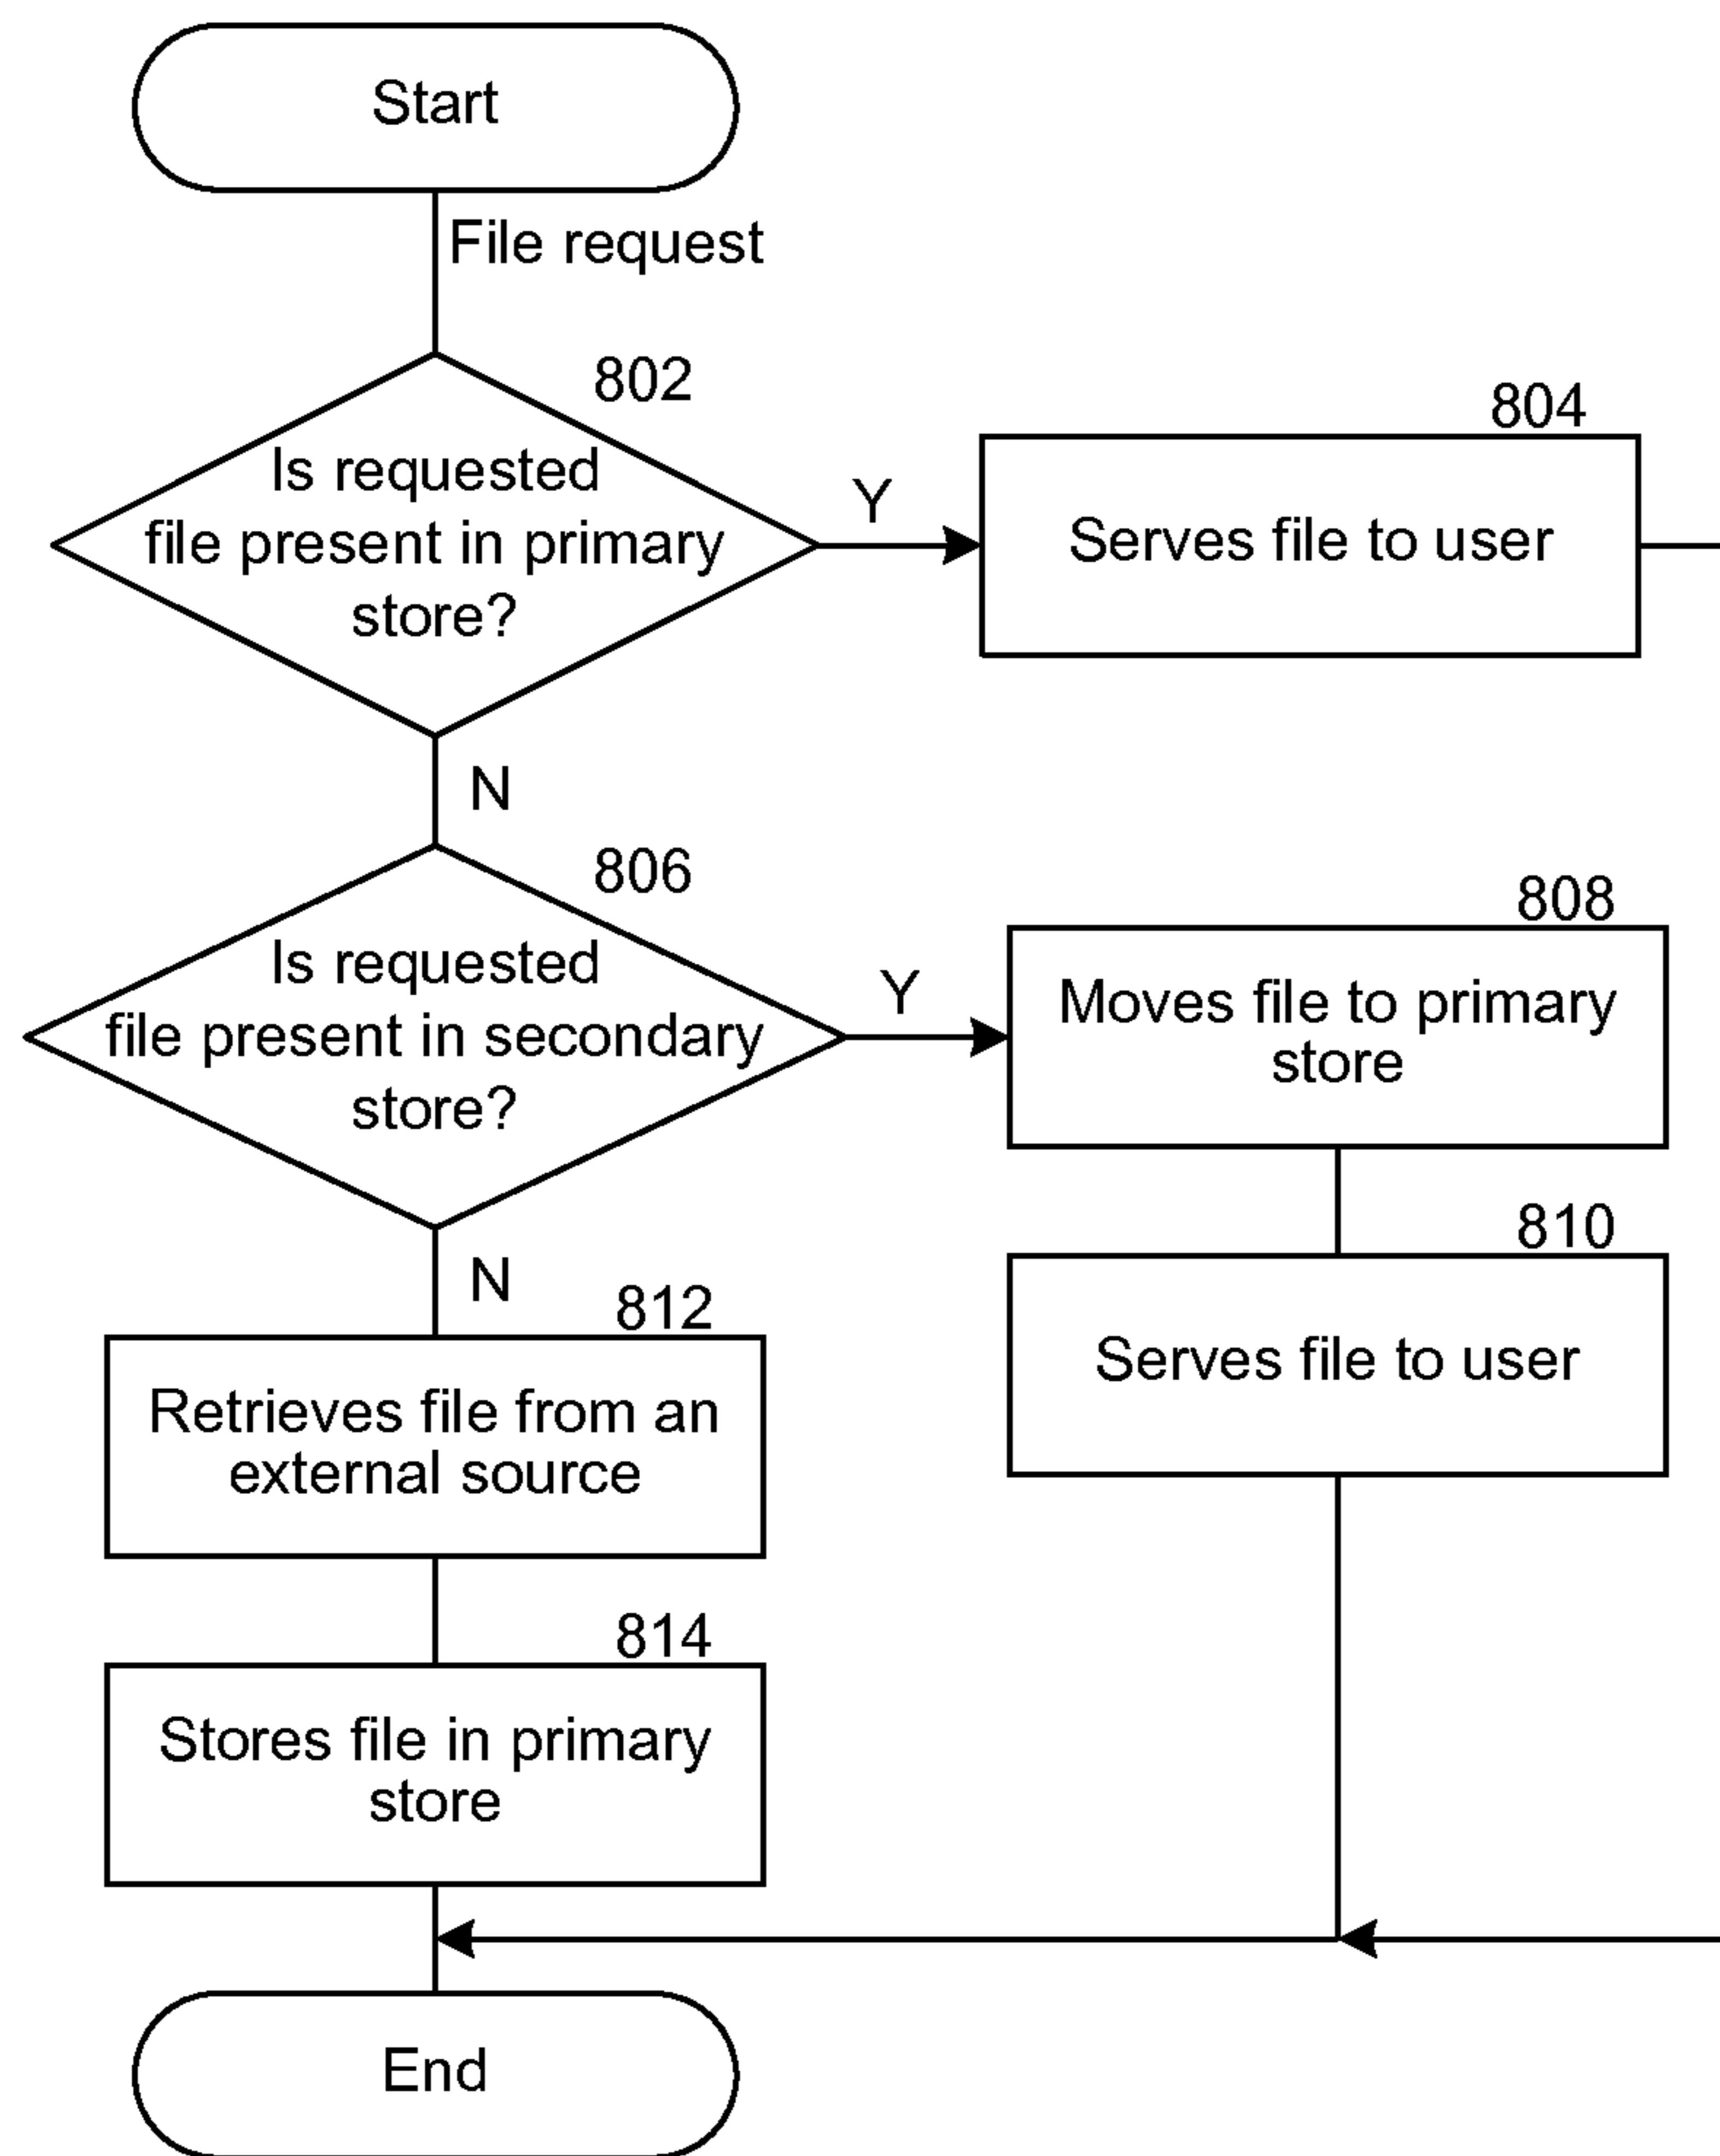 Start
File request
802
Is requested
file present in primary
store?
Y
804
Serves file to user
N
806
Is requested
file present in secondary
store?
Y
808
Moves file to primary
store
810
Serves file to user
N
812
Retrieves file from an
external source
814
Stores file in primary
store
End